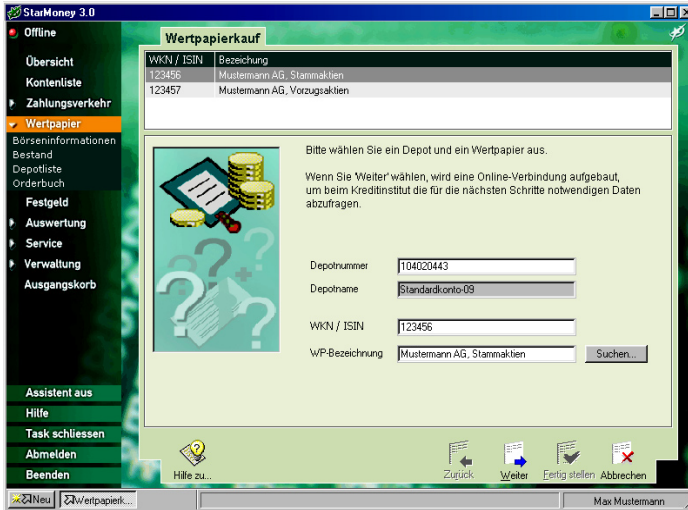 StarMoney 3.0
Offline
Übersicht
Kontenliste
Zahlungsverkehr
Wertpapier
Börseninformationen
Bestand
Depotliste
Orderbuch
Festgeld
Auswertung
Service
Verwaltung
Ausgangskorb
Assistent aus
Hilfe
Task schliessen
Abmelden
Beenden
Wertpapierkauf
WKN / ISIN Bezeichnung
123456 Mustermann AG, Stammaktien
123457 Mustermann AG, Vorzugsaktien
Bitte wählen Sie ein Depot und ein Wertpapier aus.
Wenn Sie 'Weiter' wählen, wird eine Online-Verbindung aufgebaut,
um beim Kreditinstitut die für die nächsten Schritte notwendigen Daten
abzufragen.
Depotnummer 104020443
Depotname Standardkonto-09
WKN / ISIN 123456
WP-Bezeichnung Mustermann AG, Stammaktien Suchen...
Hilfe zu... Zurück Weiter Fertig stellen Abbrechen
Neu Wertpapierk... Max Mustermann